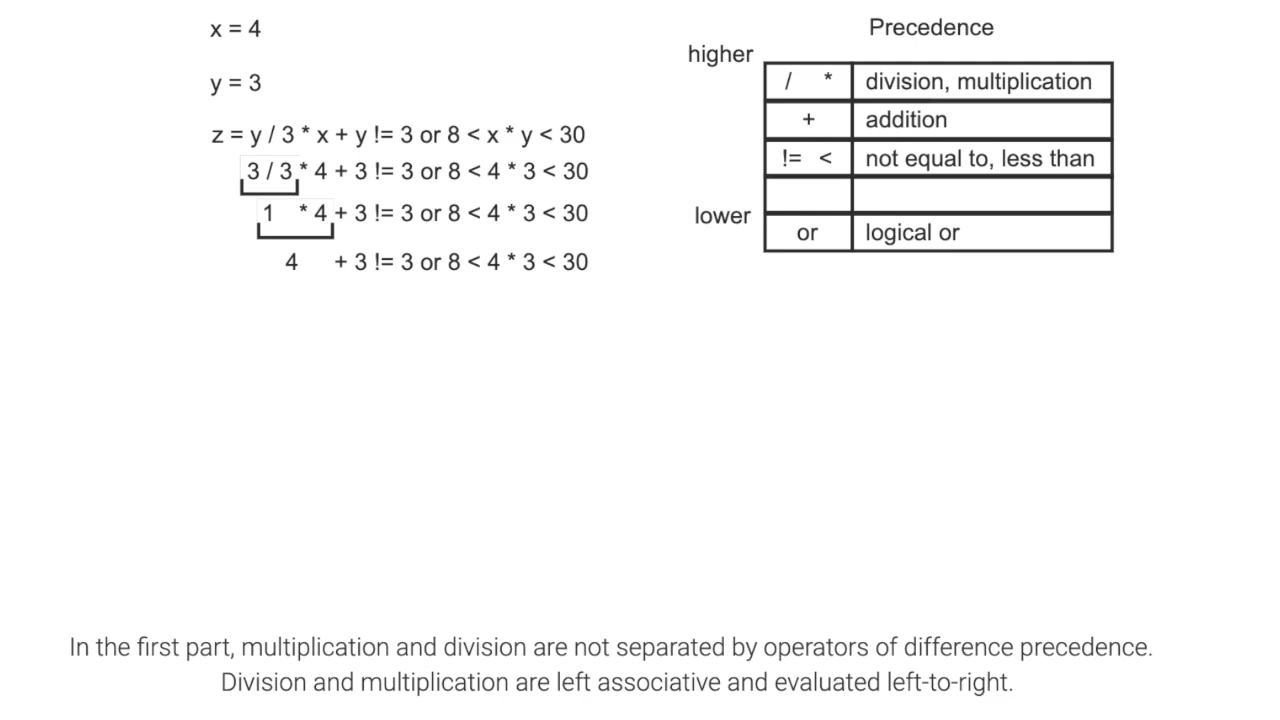 x = 4
y = 3
z = y / 3 * x + y != 3 or 8 < x * y < 30
3 / 3 * 4 + 3 != 3 or 8 < 4 * 3 < 30
1 * 4 + 3 != 3 or 8 < 4 * 3 < 30
4 + 3 != 3 or 8 < 4 * 3 < 30
Precedence
higher
/ * division, multiplication
+ addition
!= < not equal to, less than
lower
or logical or
In the first part, multiplication and division are not separated by operators of difference precedence.
Division and multiplication are left associative and evaluated left-to-right.